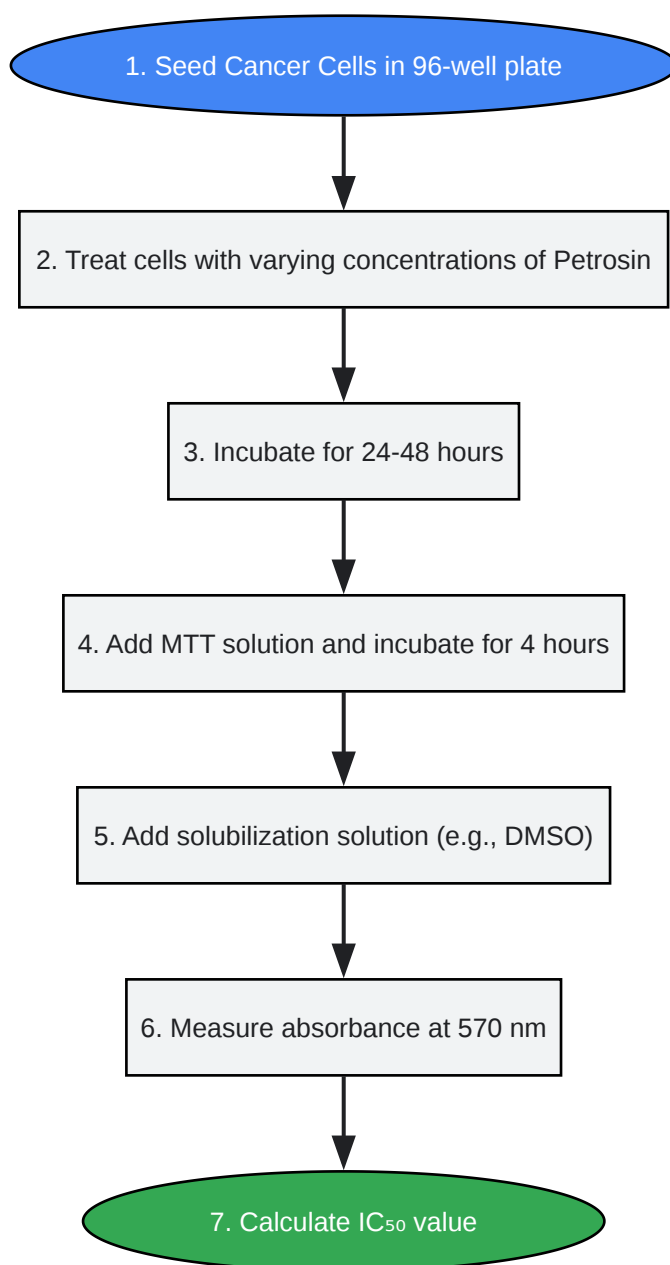 1. Seed Cancer Cells in 96-well plate
2. Treat cells with varying concentrations of Petrosin
3. Incubate for 24-48 hours
4. Add MTT solution and incubate for 4 hours
5. Add solubilization solution (e.g., DMSO)
6. Measure absorbance at 570 nm
7. Calculate IC₅₀ value